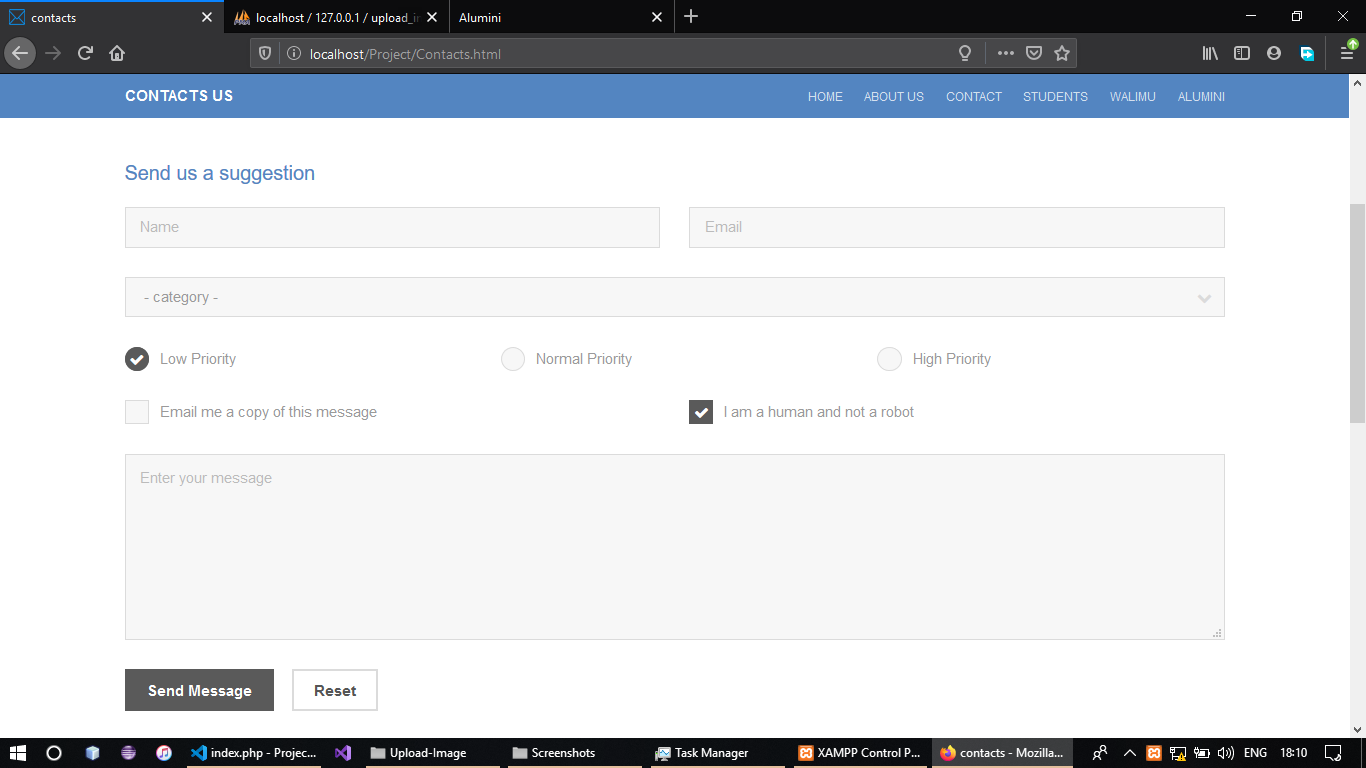 contacts
localhost / 127.0.0.1 / upload_i
Alumini
localhost/Project/Contacts.html
CONTACTS US
HOME ABOUT US CONTACT STUDENTS WALIMU ALUMINI
Send us a suggestion
Name Email
- category -
Low Priority Normal Priority High Priority
Email me a copy of this message I am a human and not a robot
Enter your message
Send Message Reset
index.php - Projec... Upload-Image Screenshots Task Manager XAMPP Control P... contacts - Mozilla... ENG 18:10